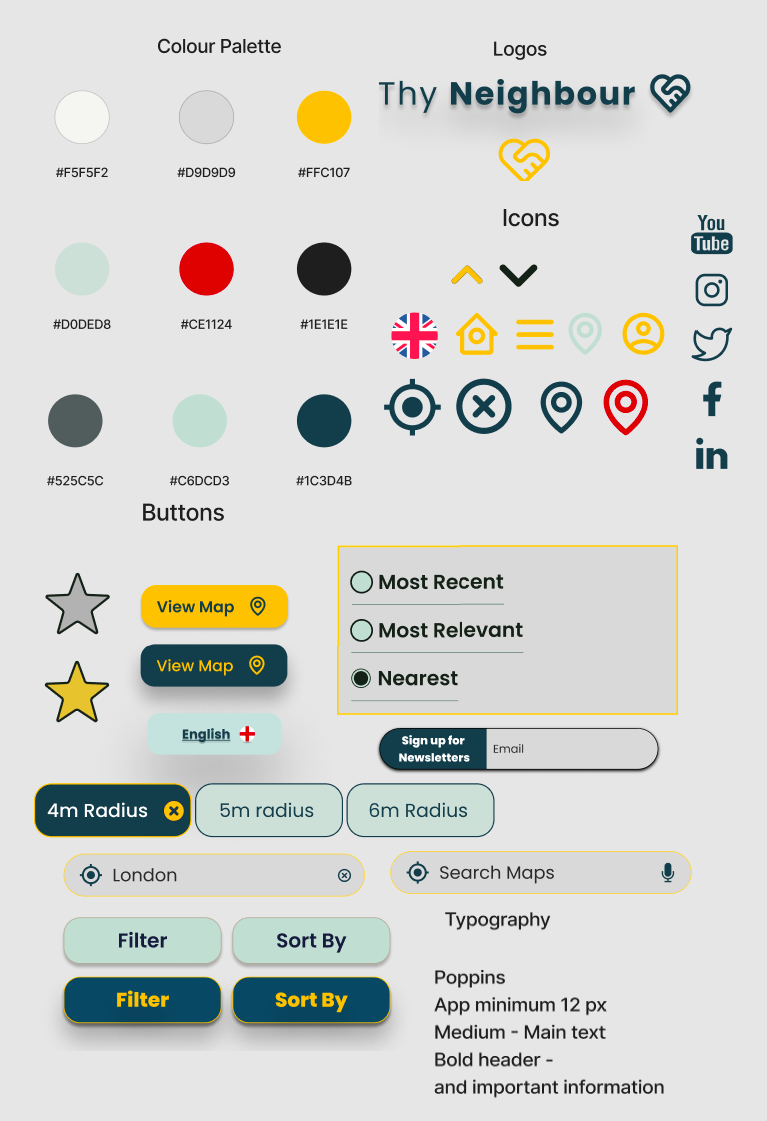 Colour Palette
#F5F5F2
#D9D9D9
#FFC107
#D0DED8
#CE1124
#1E1E1E
#525C5C
#C6DCD3
#1C3D4B
Logos
Thy Neighbour
Icons
You
Tube
in
Buttons
View Map
View Map
English
Most Recent
Most Relevant
Nearest
Sign up for
Newsletters
Email
4m Radius
5m radius
6m Radius
London
Search Maps
Filter
Sort By
Filter
Sort By
Typography
Poppins
App minimum 12 px
Medium - Main text
Bold header -
and important information